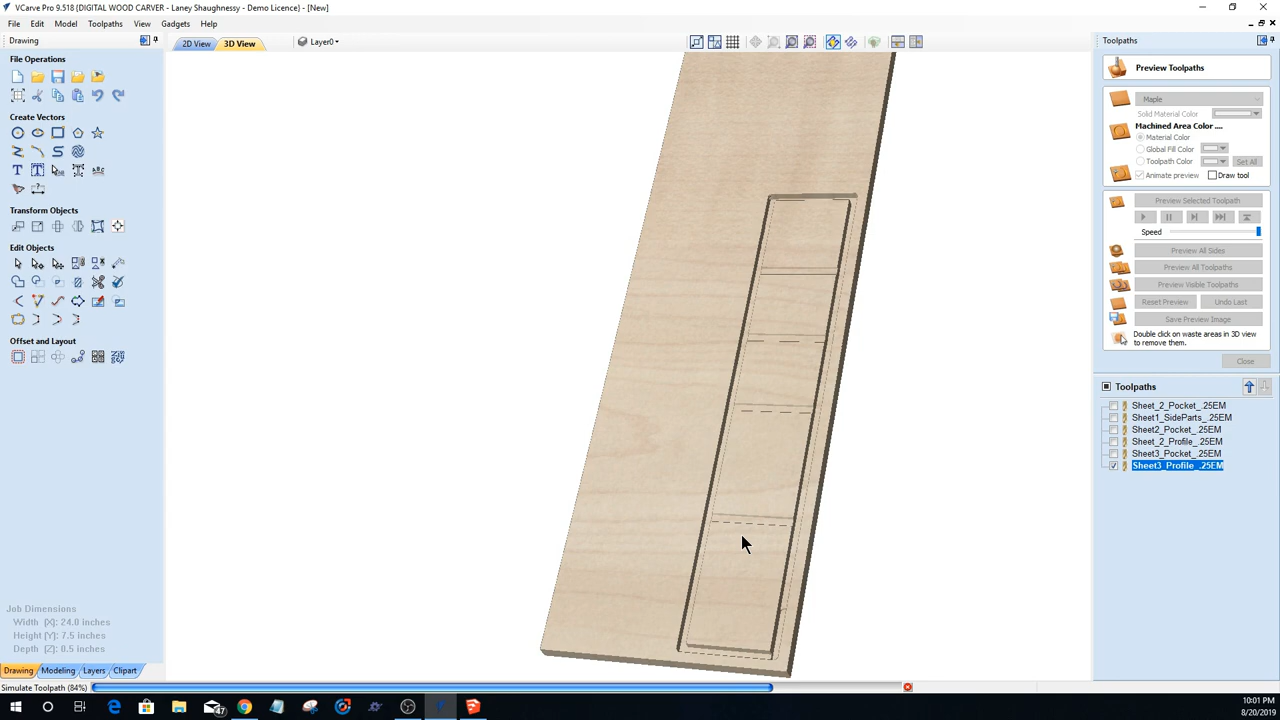 VCarve Pro 9.518 {DIGITAL WOOD CARVER - Laney Shaughnessy - Demo Licence} - [New]
File Edit Model Toolpaths View Gadgets Help
Drawing
2D View 3D View Layer0
Toolpaths
File Operations
Create Vectors
Transform Objects
Edit Objects
Offset and Layout
Job Dimensions
Width (X): 24.0 inches
Height (Y): 7.5 inches
Depth (Z): 0.5 inches
Drawing Modeling Layers Clipart
Simulate Toolpath (84%)
Preview Toolpaths
Maple
Solid Material Color
Machined Area Color ....
Material Color
Global Fill Color
Toolpath Color Set All
Animate preview Draw tool
Preview Selected Toolpath
Speed
Preview All Sides
Preview All Toolpaths
Preview Visible Toolpaths
Reset Preview Undo Last
Save Preview Image
Double click on waste areas in 3D view
to remove them.
Close
Toolpaths
Sheet_2_Pocket_.25EM
Sheet1_SideParts_.25EM
Sheet2_Pocket_.25EM
Sheet_2_Profile_.25EM
Sheet3_Pocket_.25EM
Sheet3_Profile_.25EM
47
10:01 PM
8/20/2019